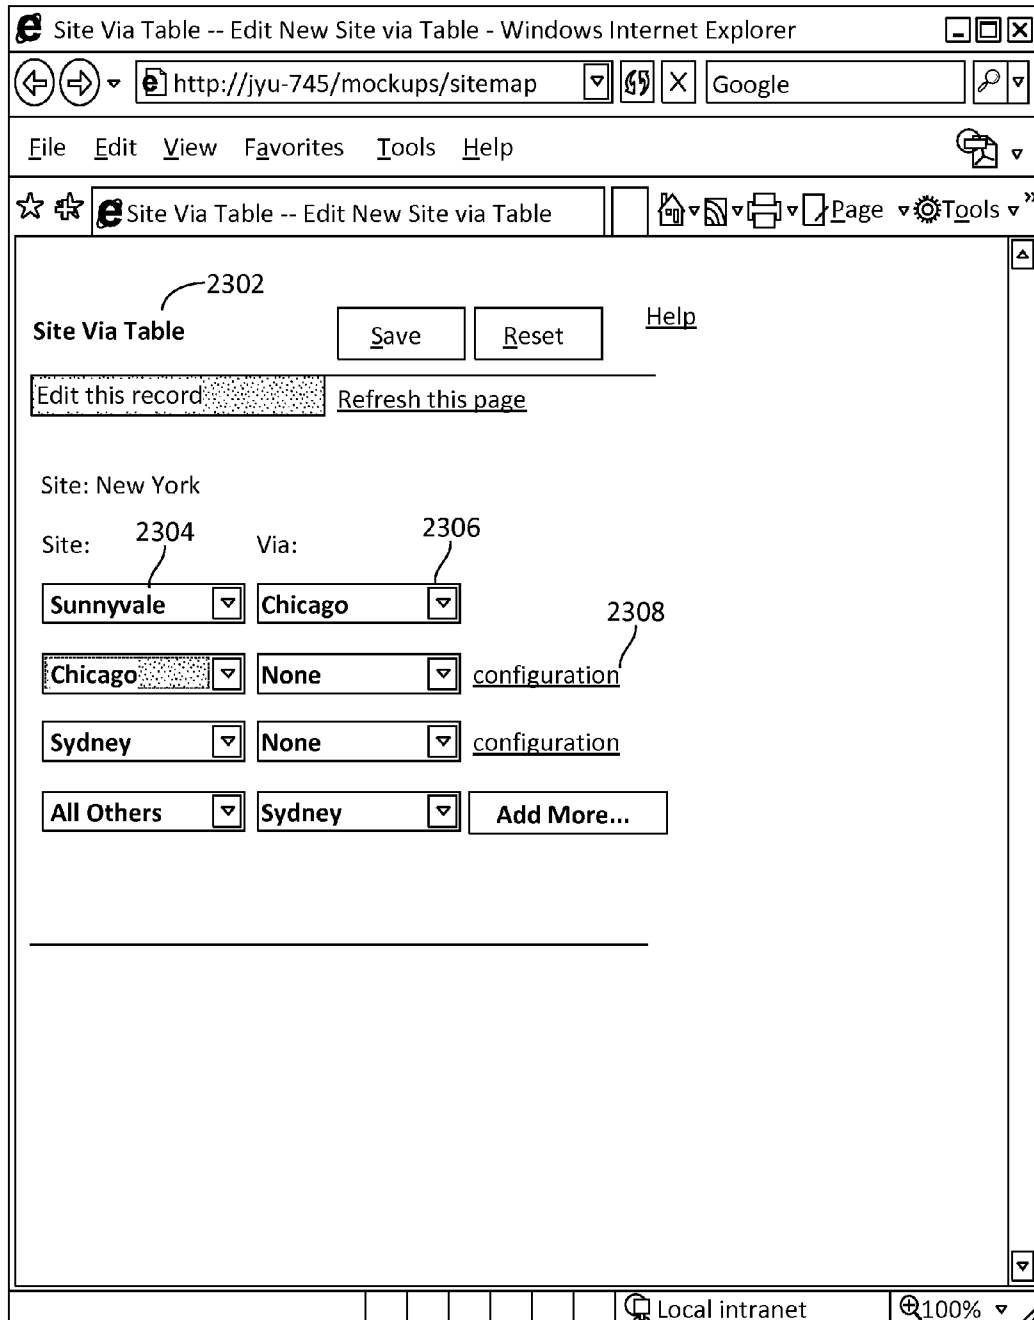 Site Via Table -- Edit New Site via Table - Windows Internet Explorer
http://jyu-745/mockups/sitemap
Google
File Edit View Favorites Tools Help
Site Via Table -- Edit New Site via Table
Page Tools »
2302
Site Via Table Save Reset Help
Edit this record Refresh this page
Site: New York
Site: 2304 Via: 2306
Sunnyvale Chicago
2308
Chicago None configuration
Sydney None configuration
All Others Sydney Add More...
Local intranet 100%